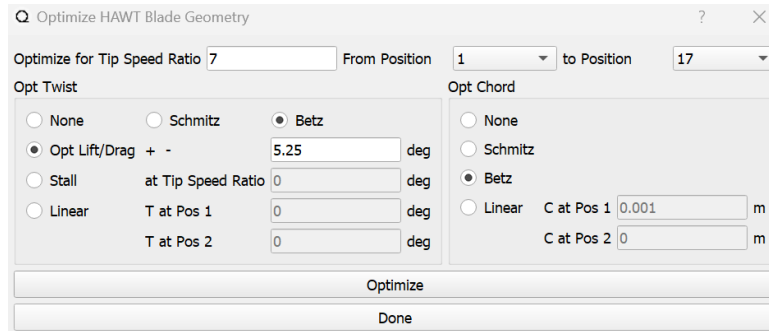 Optimize HAWT Blade Geometry ? ×
Optimize for Tip Speed Ratio 7 From Position 1 to Position 17
Opt Twist Opt Chord
None Schmitz Betz None
Opt Lift/Drag + - 5.25 deg Schmitz
Stall at Tip Speed Ratio 0 deg Betz
Linear T at Pos 1 0 deg Linear C at Pos 1 0.001 m
T at Pos 2 0 deg C at Pos 2 0 m
Optimize
Done